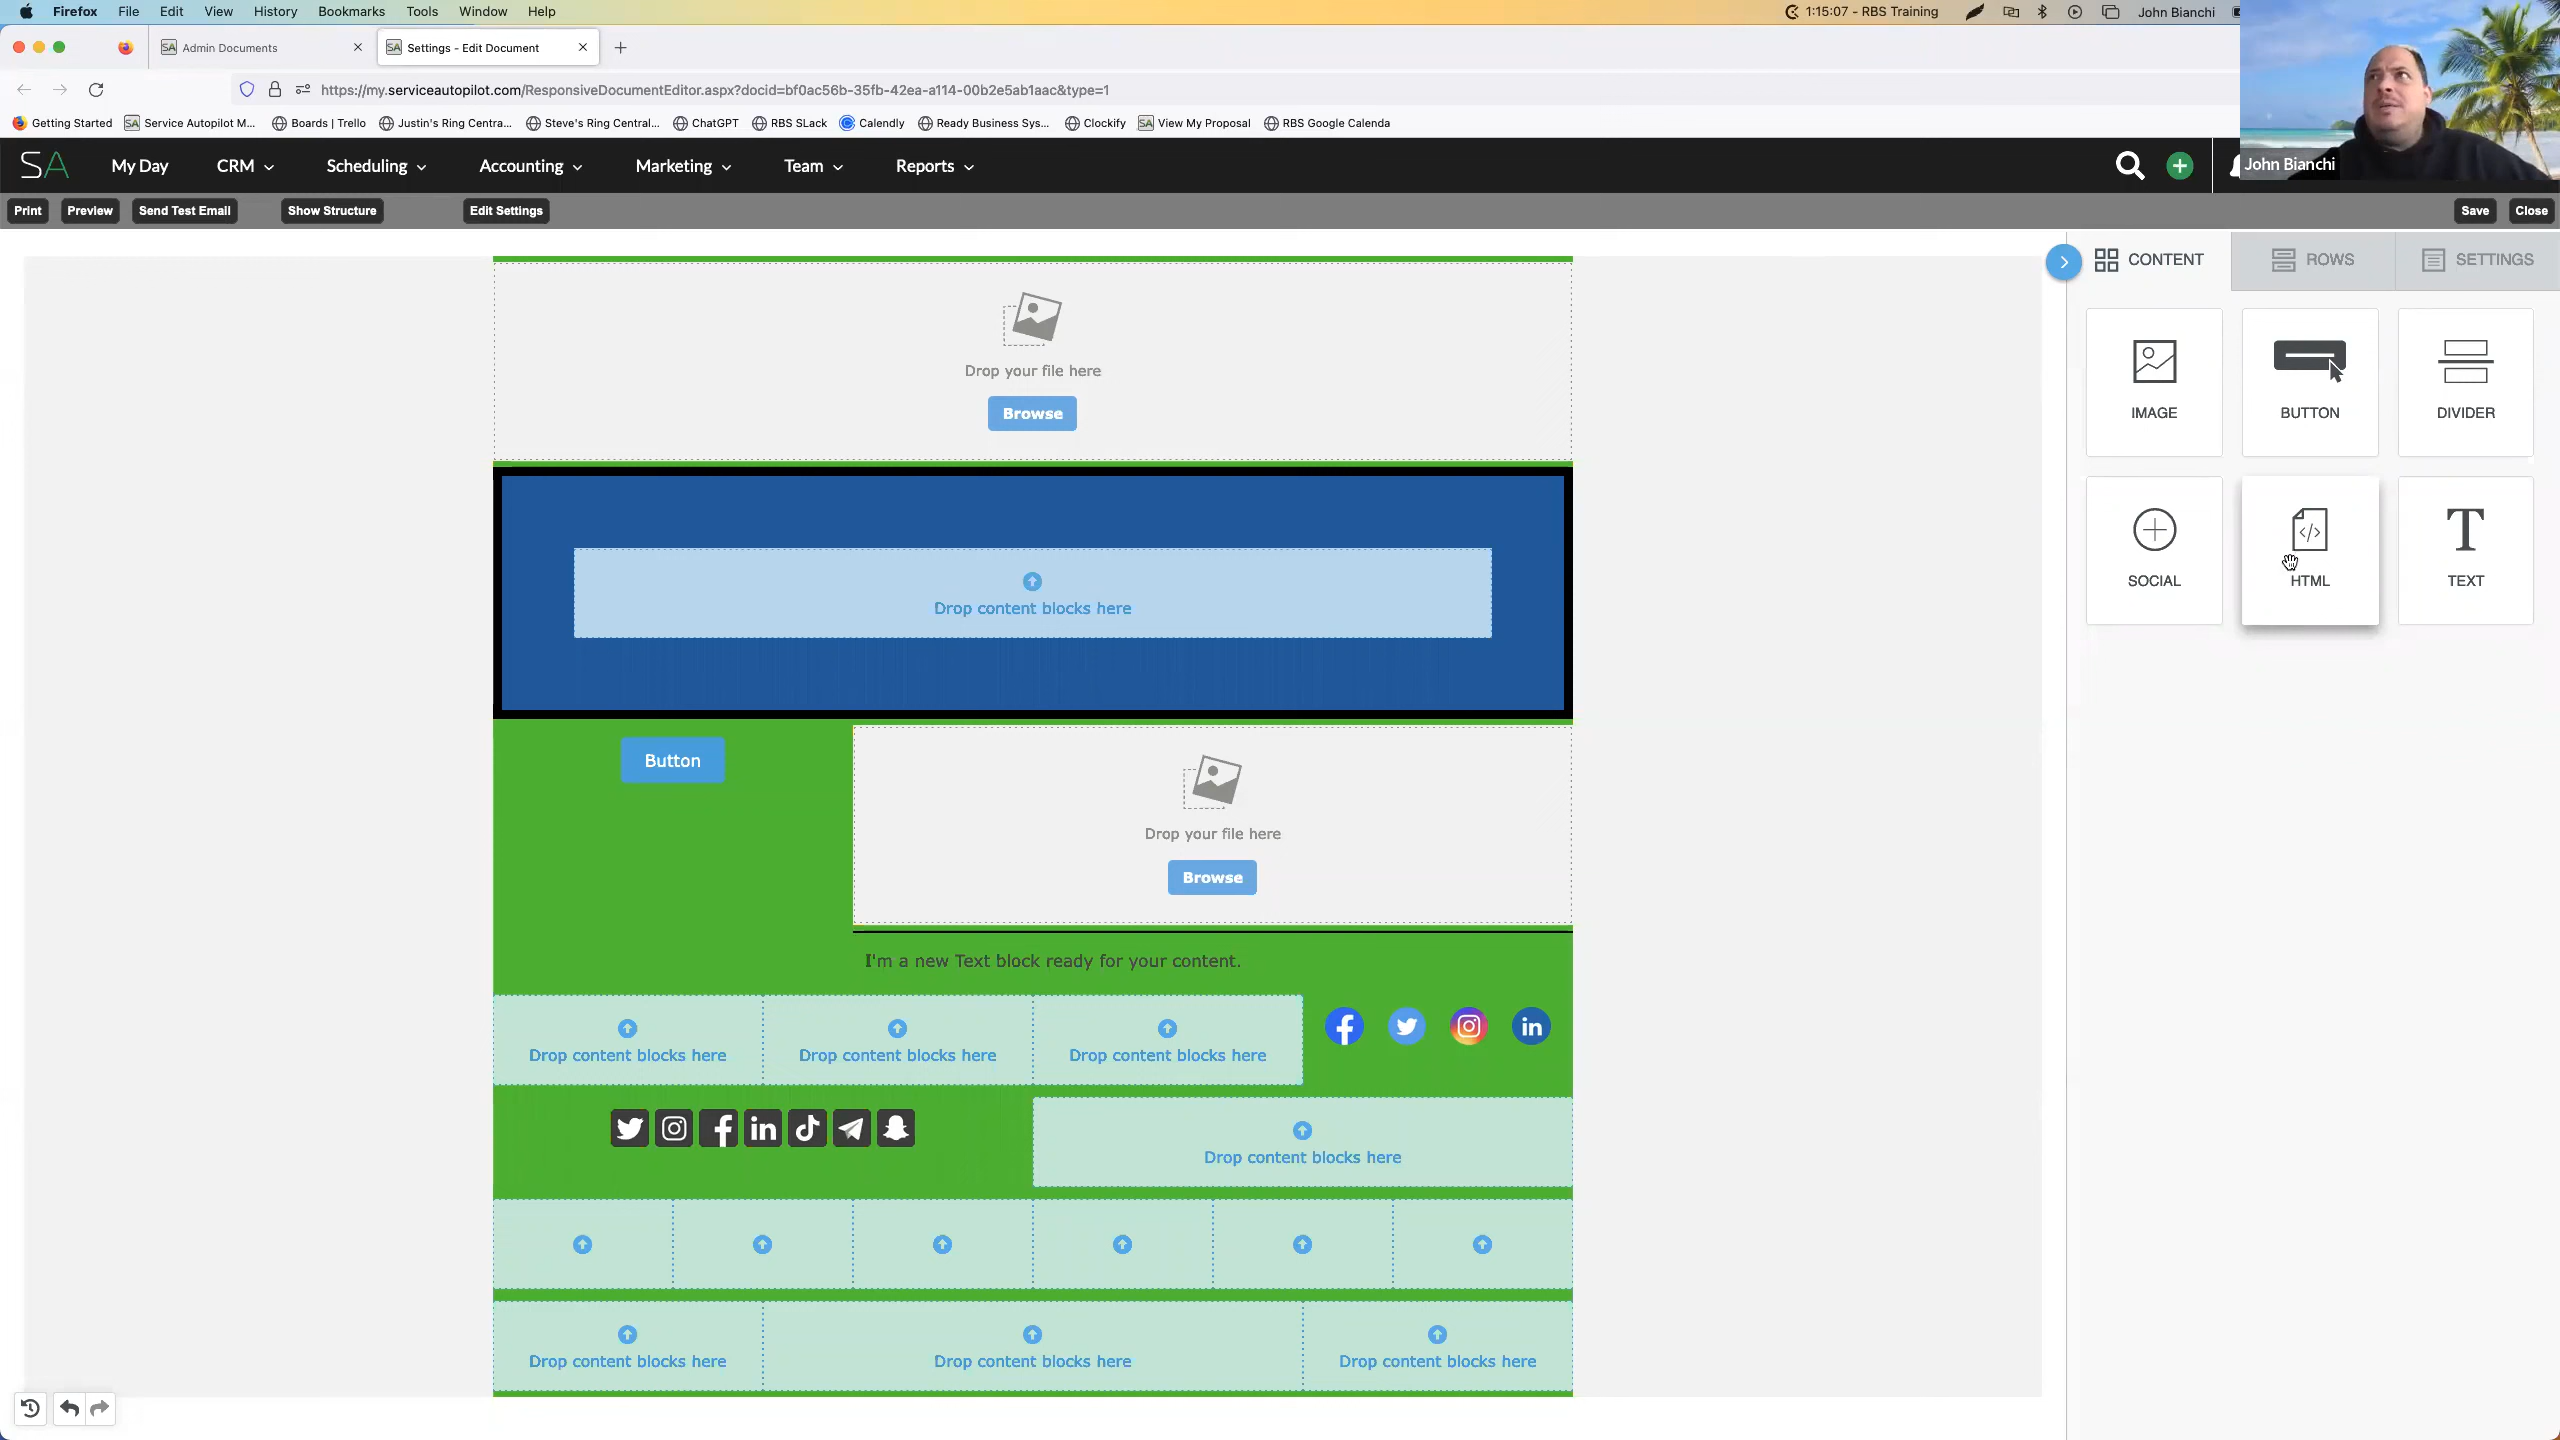 Firefox File Edit View History Bookmarks Tools Window Help 1:15:07 - RBS Training John Bianchi
Admin Documents Settings - Edit Document
https://my.serviceautopilot.com/ResponsiveDocumentEditor.aspx?docid=bf0ac56b-35fb-42ea-a114-00b2e5ab1aac&type=1
Getting Started Service Autopilot M... Boards | Trello Justin's Ring Centra... Steve's Ring Central... ChatGPT RBS SLack Calendly Ready Business Sys... Clockify View My Proposal RBS Google Calenda
SA My Day CRM Scheduling Accounting Marketing Team Reports
John Bianchi
Print Preview Send Test Email Show Structure Edit Settings Save Close
CONTENT ROWS SETTINGS
Drop your file here
Browse
IMAGE BUTTON DIVIDER
SOCIAL HTML TEXT
Drop content blocks here
Button
Drop your file here
Browse
I'm a new Text block ready for your content.
Drop content blocks here Drop content blocks here Drop content blocks here
Drop content blocks here
Drop content blocks here Drop content blocks here Drop content blocks here